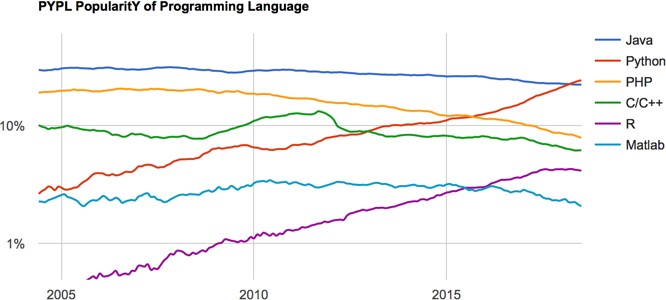 PYPL PopularitY of Programming Language
Java
Python
PHP
C/C++
R
Matlab
10%
1%
2005
2010
2015